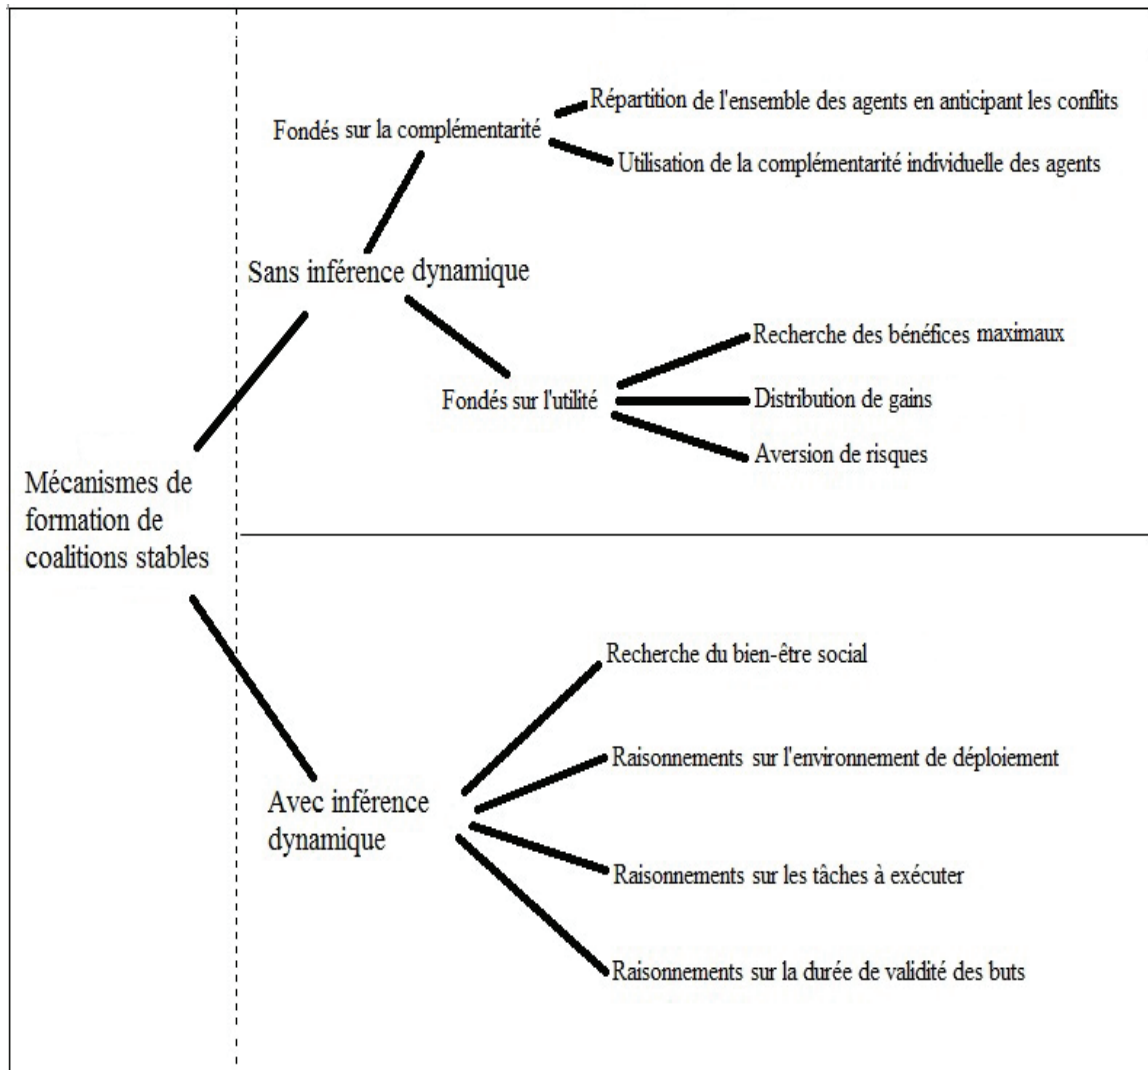 Répartition de l'ensemble des agents en anticipant les conflits
Fondés sur la complémentarité
Utilisation de la complémentarité individuelle des agents
Sans inférence dynamique
Recherche des bénéfices maximaux
Fondés sur l'utilité
Distribution de gains
Aversion de risques
Mécanismes de
formation de
coalitions stables
Recherche du bien-être social
Raisonnements sur l'environnement de déploiement
Avec inférence
dynamique
Raisonnements sur les tâches à exécuter
Raisonnements sur la durée de validité des buts